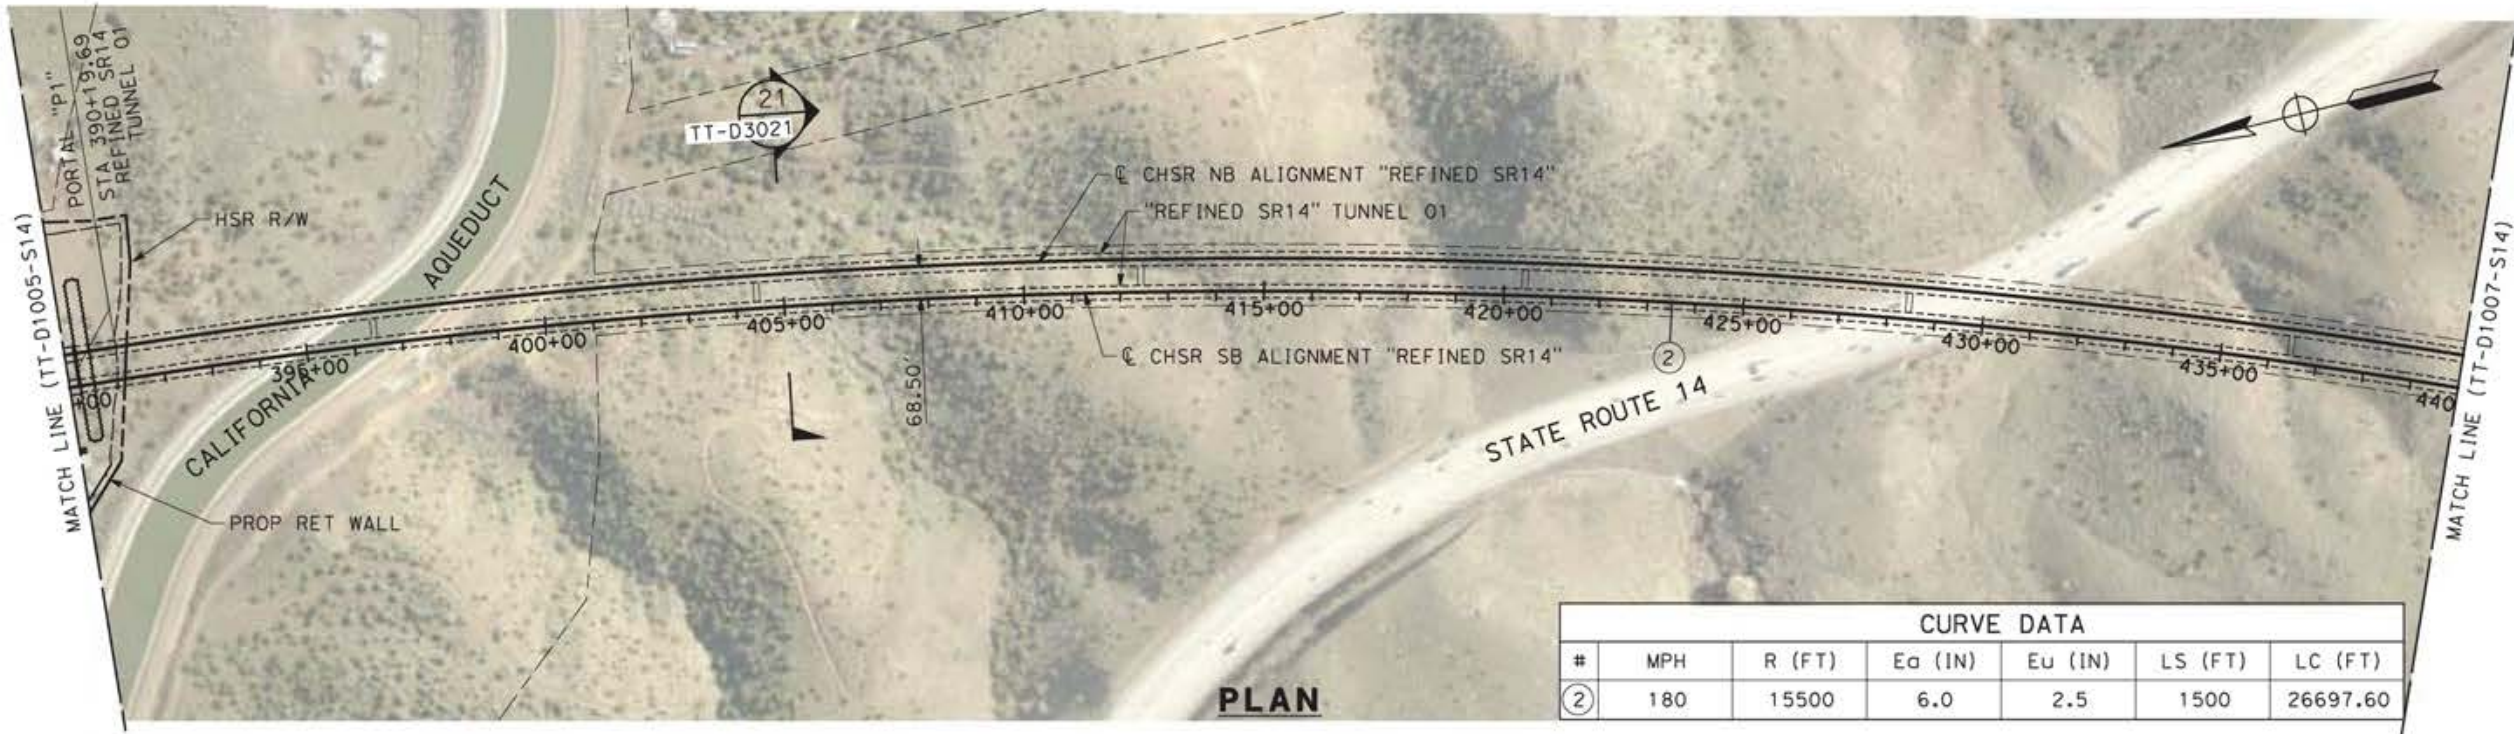 PORTAL "P1"
STA 390+19.69
REFINED SR14
TUNNEL 01
HSR R/W
MATCH LINE (TT-D1005-S14)
CALIFORNIA AQUEDUCT
PROP RET WALL
21
TT-D3021
℄ CHSR NB ALIGNMENT "REFINED SR14"
"REFINED SR14" TUNNEL 01
+00
395+00
400+00
405+00
410+00
415+00
420+00
425+00
430+00
435+00
440
68.50'
℄ CHSR SB ALIGNMENT "REFINED SR14"
2
STATE ROUTE 14
MATCH LINE (TT-D1007-S14)
PLAN
CURVE DATA
# MPH R (FT) Ea (IN) Eu (IN) LS (FT) LC (FT)
2 180 15500 6.0 2.5 1500 26697.60